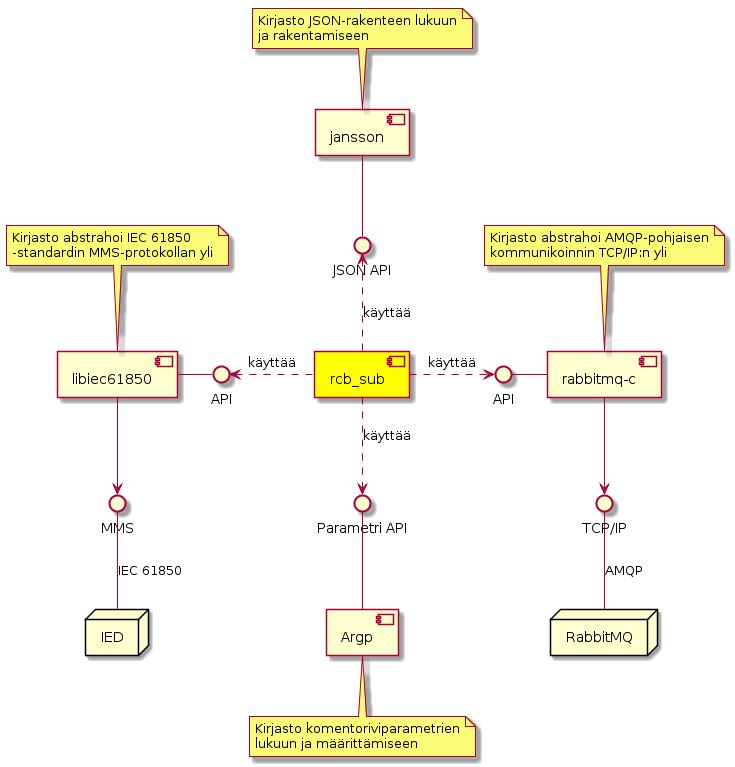 Kirjasto JSON-rakenteen lukuun
ja rakentamiseen
jansson
JSON API
käyttää
Kirjasto abstrahoi IEC 61850
-standardin MMS-protokollan yli
Kirjasto abstrahoi AMQP-pohjaisen
kommunikoinnin TCP/IP:n yli
libiec61850
API
käyttää
rcb_sub
käyttää
API
rabbitmq-c
käyttää
MMS
Parametri API
TCP/IP
IEC 61850
AMQP
IED
Argp
RabbitMQ
Kirjasto komentoriviparametrien
lukuun ja määrittämiseen